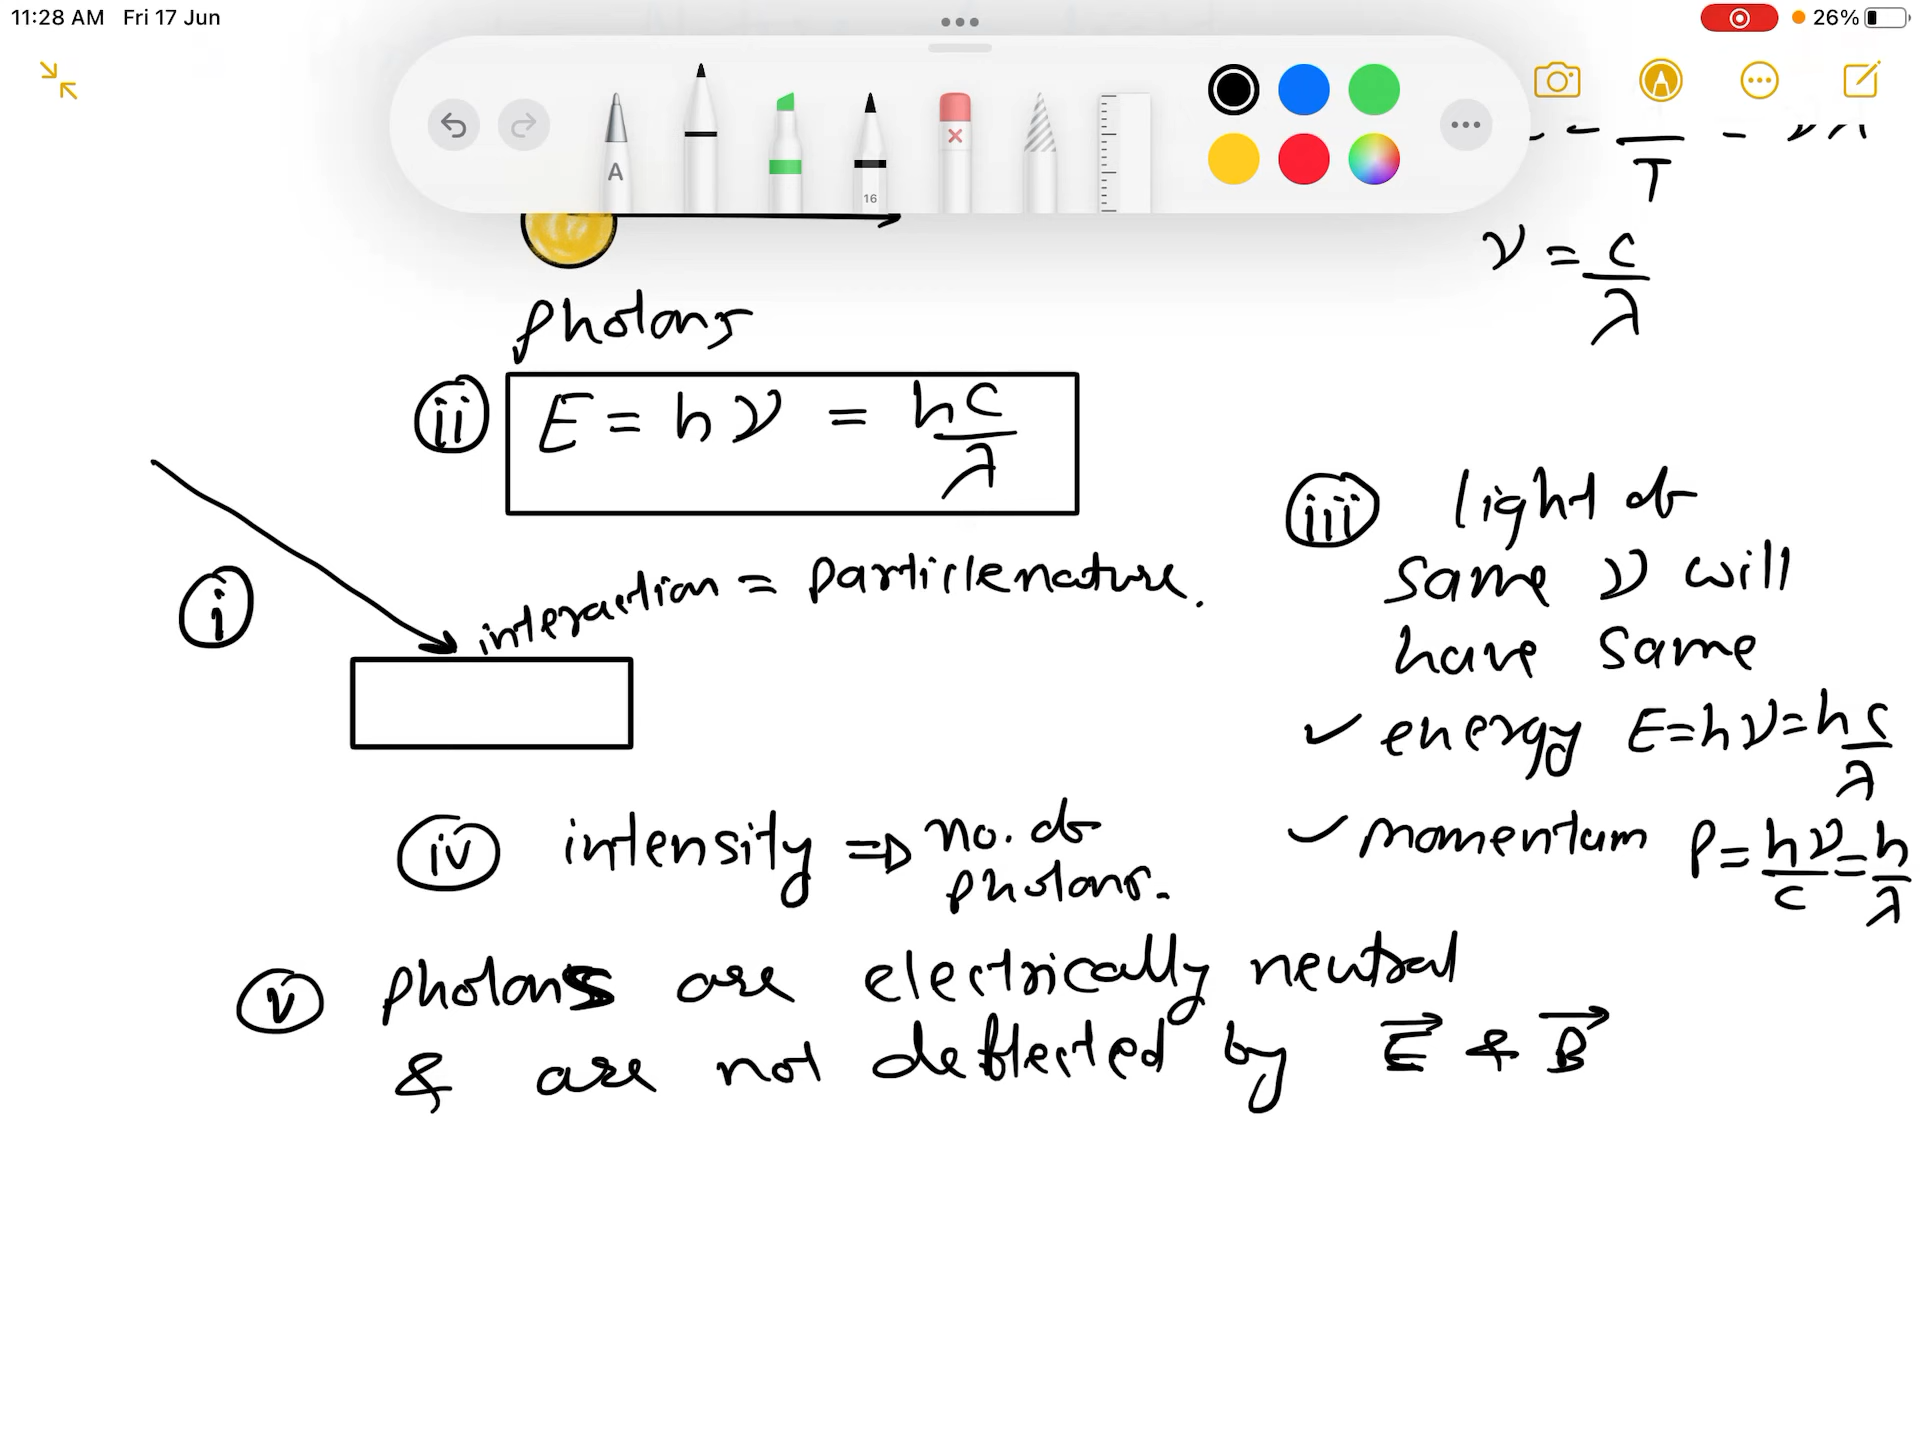 11:28 AM Fri 17 Jun
26%
A
16
T
ν = c/λ
photons
ii E = hν = hc/λ
i
interaction = particle nature.
iii light of
same ν will
have same
✓ energy E=hν=hc/λ
✓ momentum P=hν/c=h/λ
iv intensity ⇒ no. of
photons.
v photons are electrically neutral
& are not deflected by E⃗ & B⃗